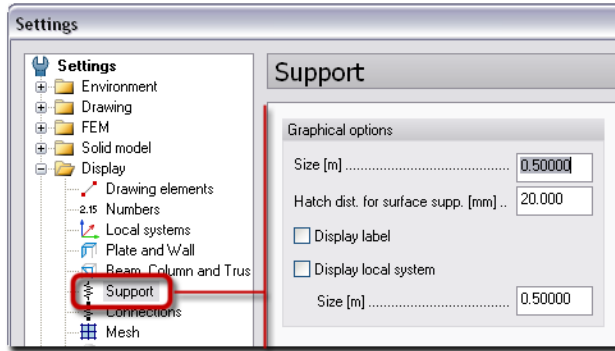 Settings
Settings
Environment
Drawing
FEM
Solid model
Display
Drawing elements
2.15 Numbers
Local systems
Plate and Wall
Beam, Column and Trus
Support
Connections
Mesh
Support
Graphical options
Size [m] 0.50000
Hatch dist. for surface supp. [mm] .. 20.000
Display label
Display local system
Size [m] 0.50000